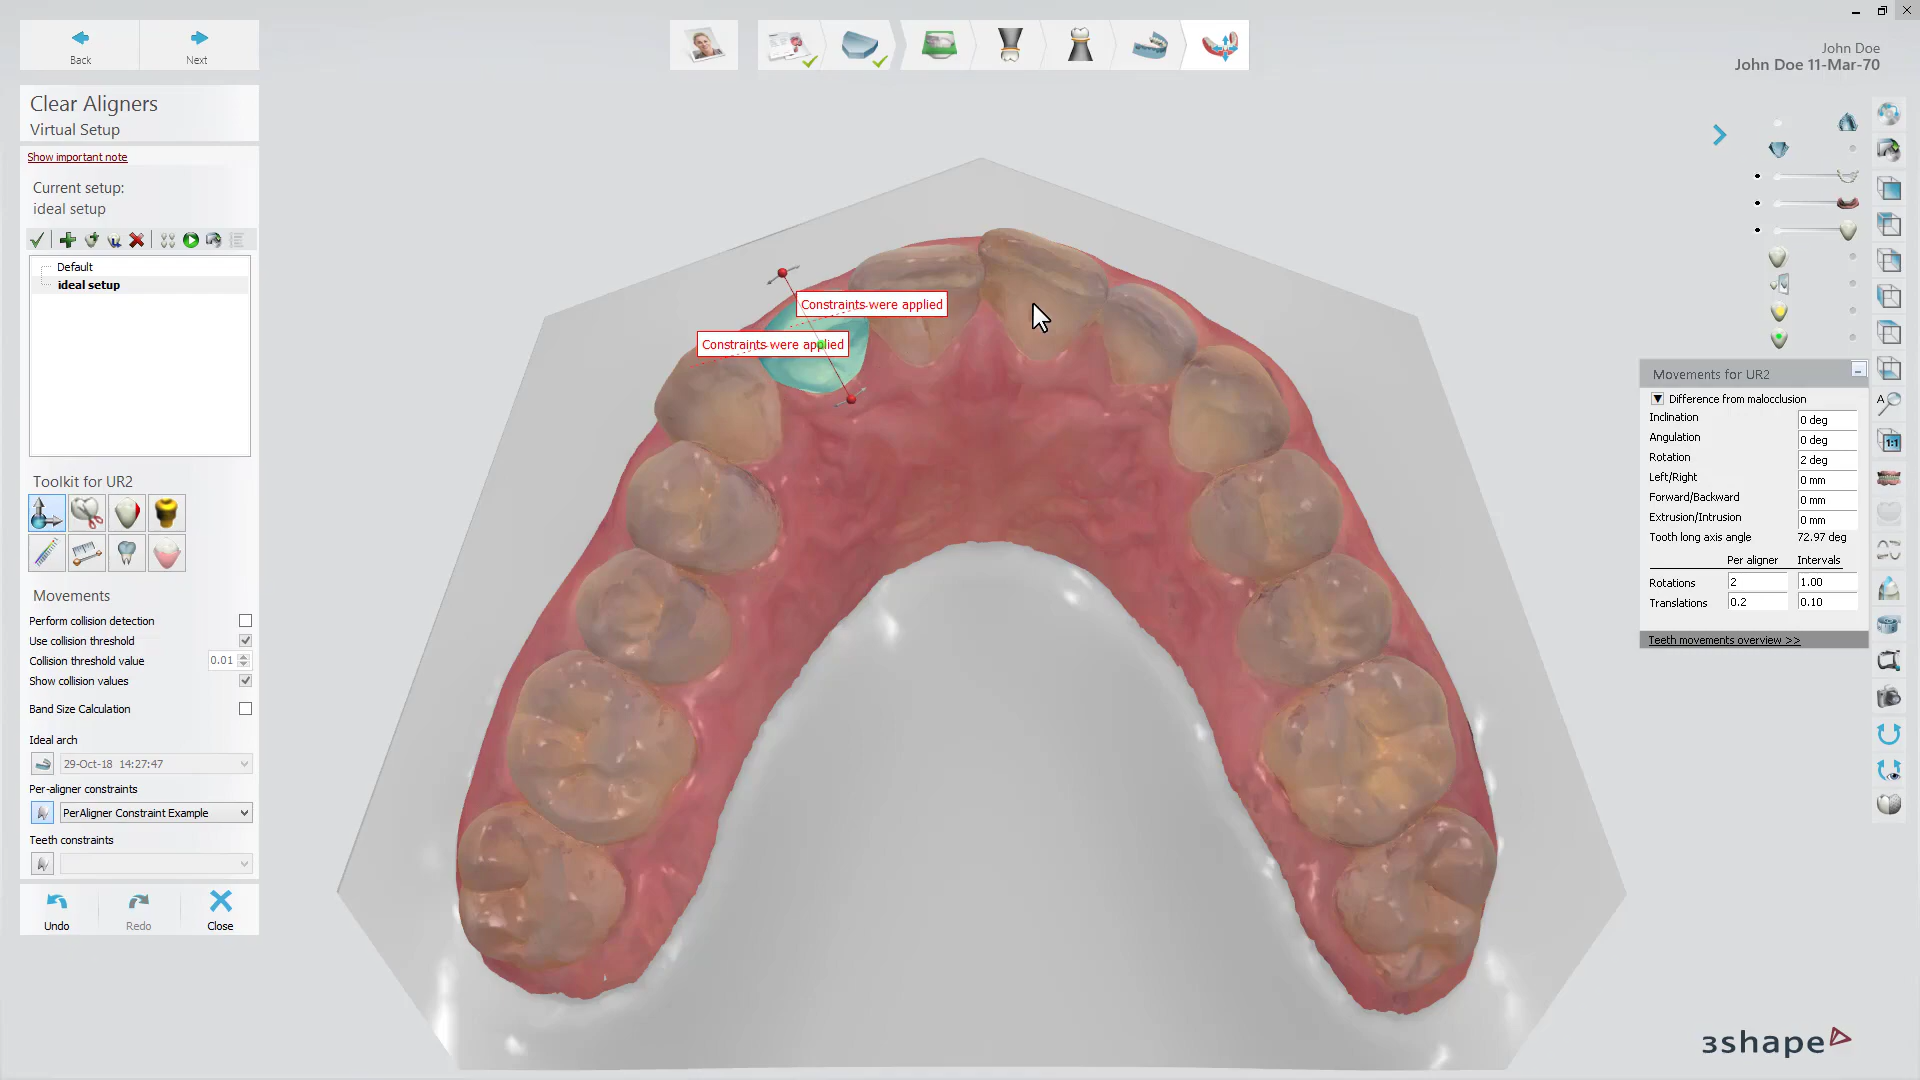 Back
Next
John Doe
John Doe 11-Mar-70
Clear Aligners
Virtual Setup
Show important note
Current setup:
ideal setup
Default
ideal setup
Toolkit for UR2
Movements
Perform collision detection
Use collision threshold
Collision threshold value 0.01
Show collision values
Band Size Calculation
Ideal arch
29-Oct-18 14:27:47
Per-aligner constraints
PerAligner Constraint Example
Teeth constraints
Undo
Redo
Close
Constraints were applied
Constraints were applied
A
1:1
Movements for UR2
Difference from malocclusion
Inclination 0 deg
Angulation 0 deg
Rotation 2 deg
Left/Right 0 mm
Forward/Backward 0 mm
Extrusion/Intrusion 0 mm
Tooth long axis angle 72.97 deg
Per aligner Intervals
Rotations 2 1.00
Translations 0.2 0.10
Teeth movements overview >>
3shape